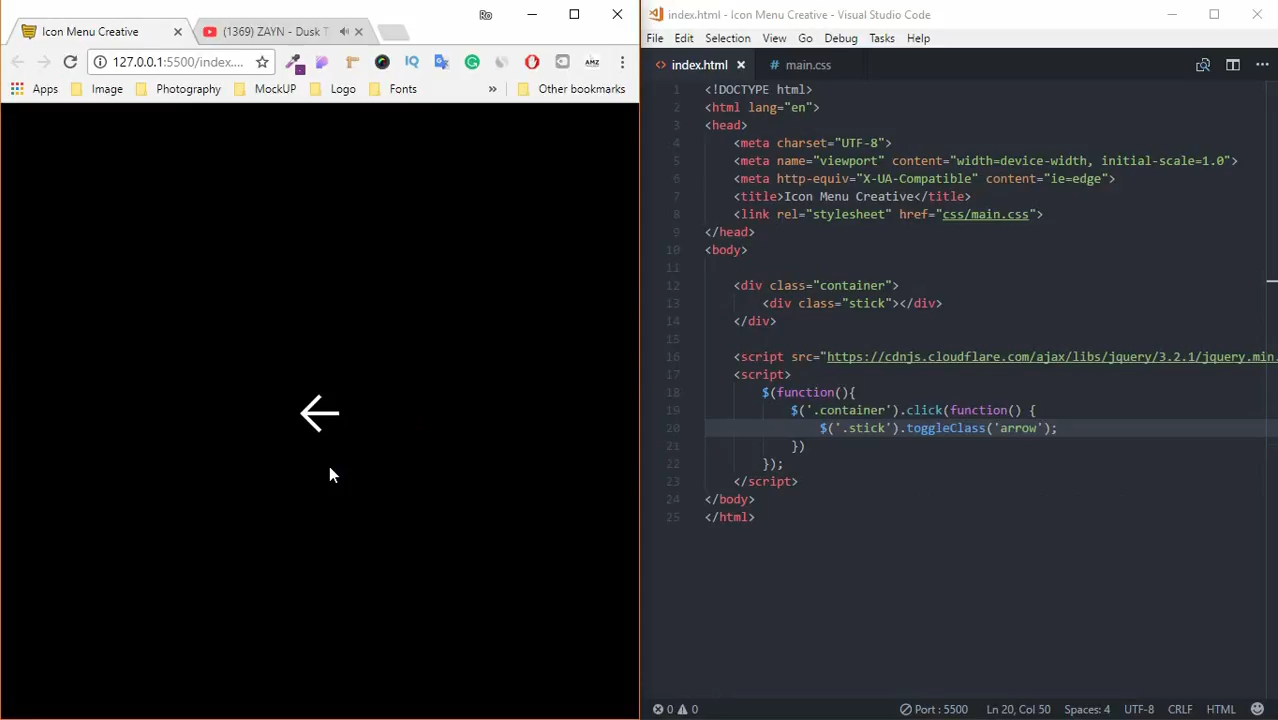 Ro
Icon Menu Creative
(1369) ZAYN - Dusk T
127.0.0.1:5500/index....
IQ
AMZ
Apps
Image
Photography
MockUP
Logo
Fonts
»
Other bookmarks
index.html - Icon Menu Creative - Visual Studio Code
File Edit Selection View Go Debug Tasks Help
<> index.html
# main.css
1 <!DOCTYPE html>
2 <html lang="en">
3 <head>
4 <meta charset="UTF-8">
5 <meta name="viewport" content="width=device-width, initial-scale=1.0">
6 <meta http-equiv="X-UA-Compatible" content="ie=edge">
7 <title>Icon Menu Creative</title>
8 <link rel="stylesheet" href="css/main.css">
9 </head>
10 <body>
11
12 <div class="container">
13 <div class="stick"></div>
14 </div>
15
16 <script src="https://cdnjs.cloudflare.com/ajax/libs/jquery/3.2.1/jquery.min.
17 <script>
18 $(function(){
19 $('.container').click(function() {
20 $('.stick').toggleClass('arrow');
21 })
22 });
23 </script>
24 </body>
25 </html>
0 0
Port : 5500
Ln 20, Col 50
Spaces: 4
UTF-8
CRLF
HTML